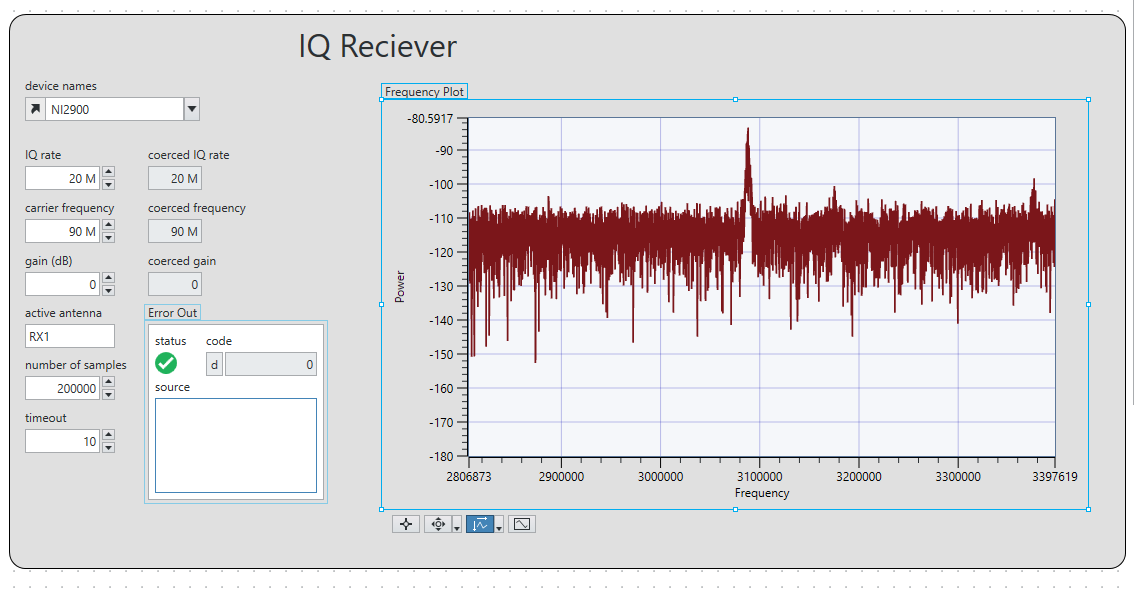 IQ Reciever
device names
NI2900
IQ rate
20 M
coerced IQ rate
20 M
carrier frequency
90 M
coerced frequency
90 M
gain (dB)
0
coerced gain
0
active antenna
RX1
number of samples
200000
timeout
10
Error Out
status
code
d
0
source
Frequency Plot
Power
-80.5917
-90
-100
-110
-120
-130
-140
-150
-160
-170
-180
2806873
2900000
3000000
3100000
3200000
3300000
3397619
Frequency